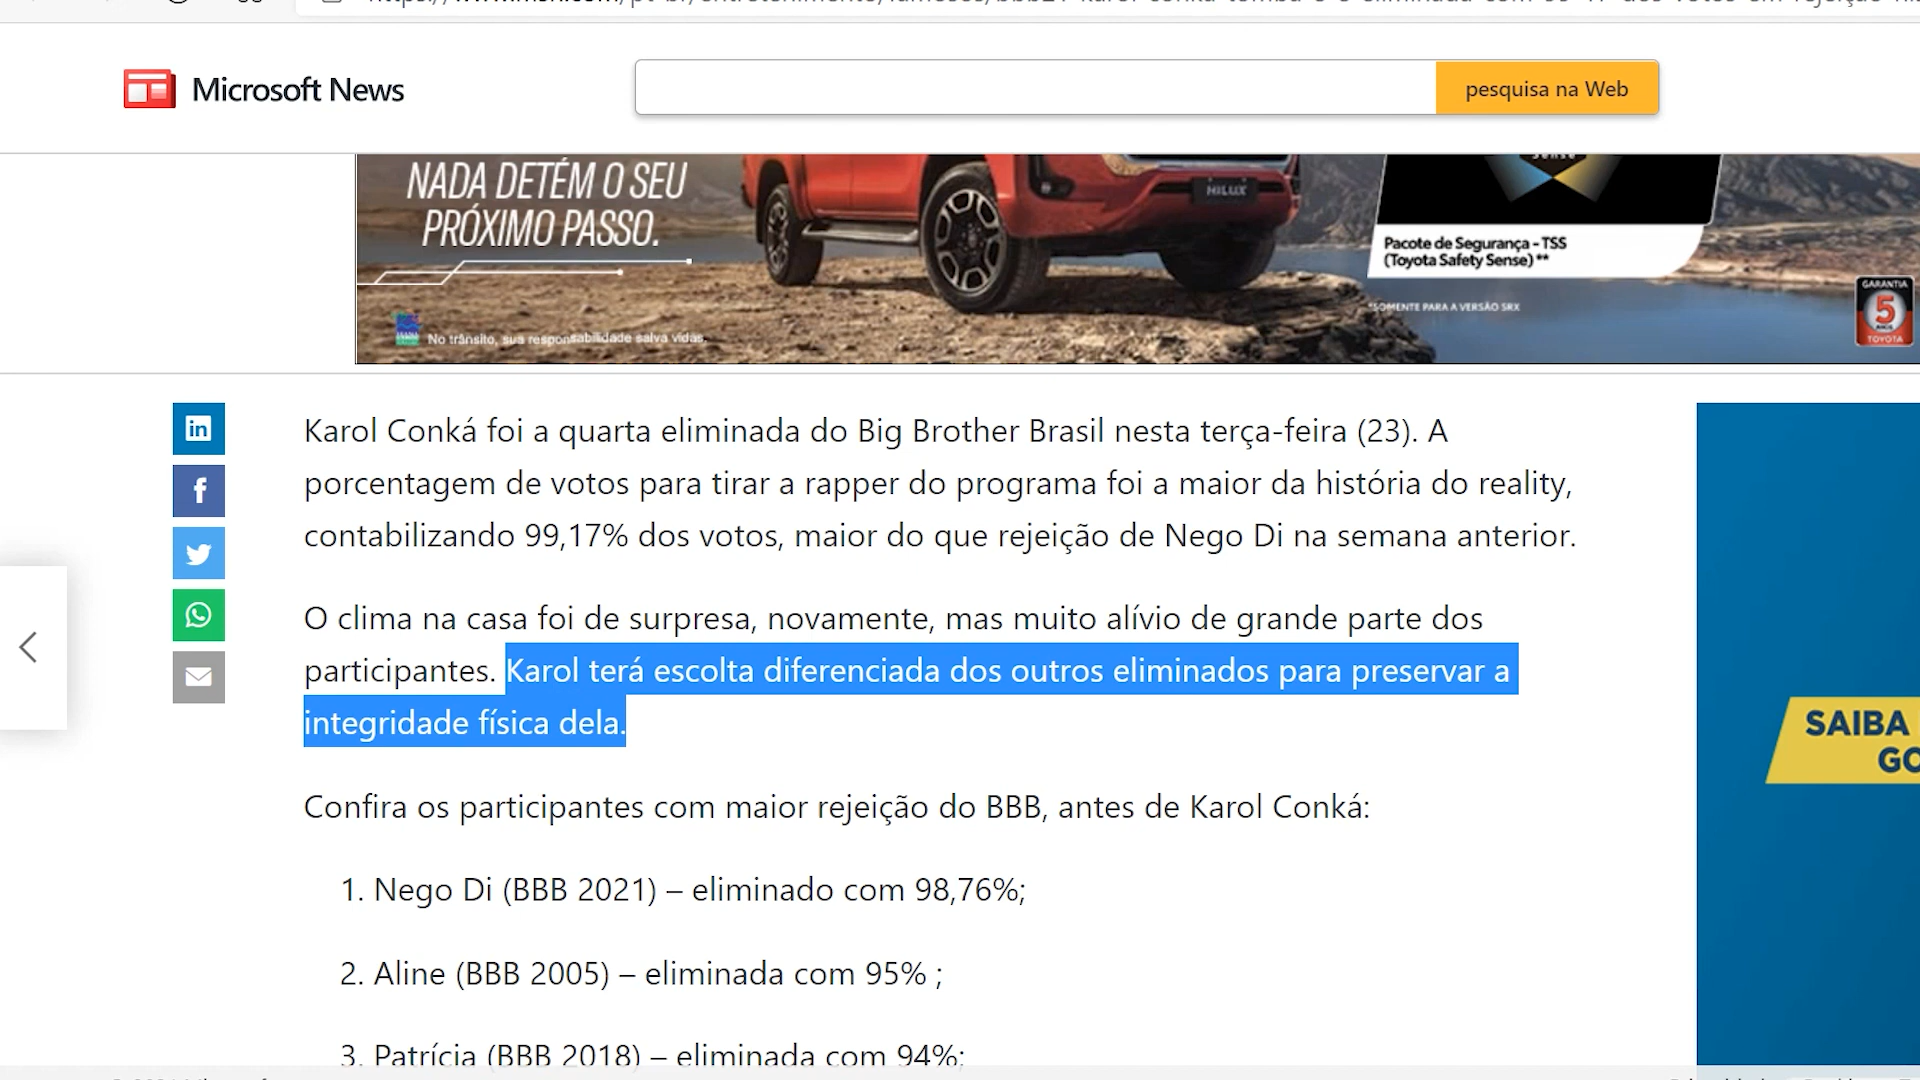 Microsoft News
pesquisa na Web
NADA DETÉM O SEU
PRÓXIMO PASSO.
HILUX
Sense
Pacote de Segurança - TSS
(Toyota Safety Sense) **
*SOMENTE PARA A VERSÃO SRX
No trânsito, sua responsabilidade salva vidas.
GARANTIA
5
ANOS
TOYOTA
Karol Conká foi a quarta eliminada do Big Brother Brasil nesta terça-feira (23). A
porcentagem de votos para tirar a rapper do programa foi a maior da história do reality,
contabilizando 99,17% dos votos, maior do que rejeição de Nego Di na semana anterior.
O clima na casa foi de surpresa, novamente, mas muito alívio de grande parte dos
participantes. Karol terá escolta diferenciada dos outros eliminados para preservar a
integridade física dela.
SAIBA
GO
Confira os participantes com maior rejeição do BBB, antes de Karol Conká:
1. Nego Di (BBB 2021) – eliminado com 98,76%;
2. Aline (BBB 2005) – eliminada com 95% ;
3. Patrícia (BBB 2018) – eliminada com 94%;